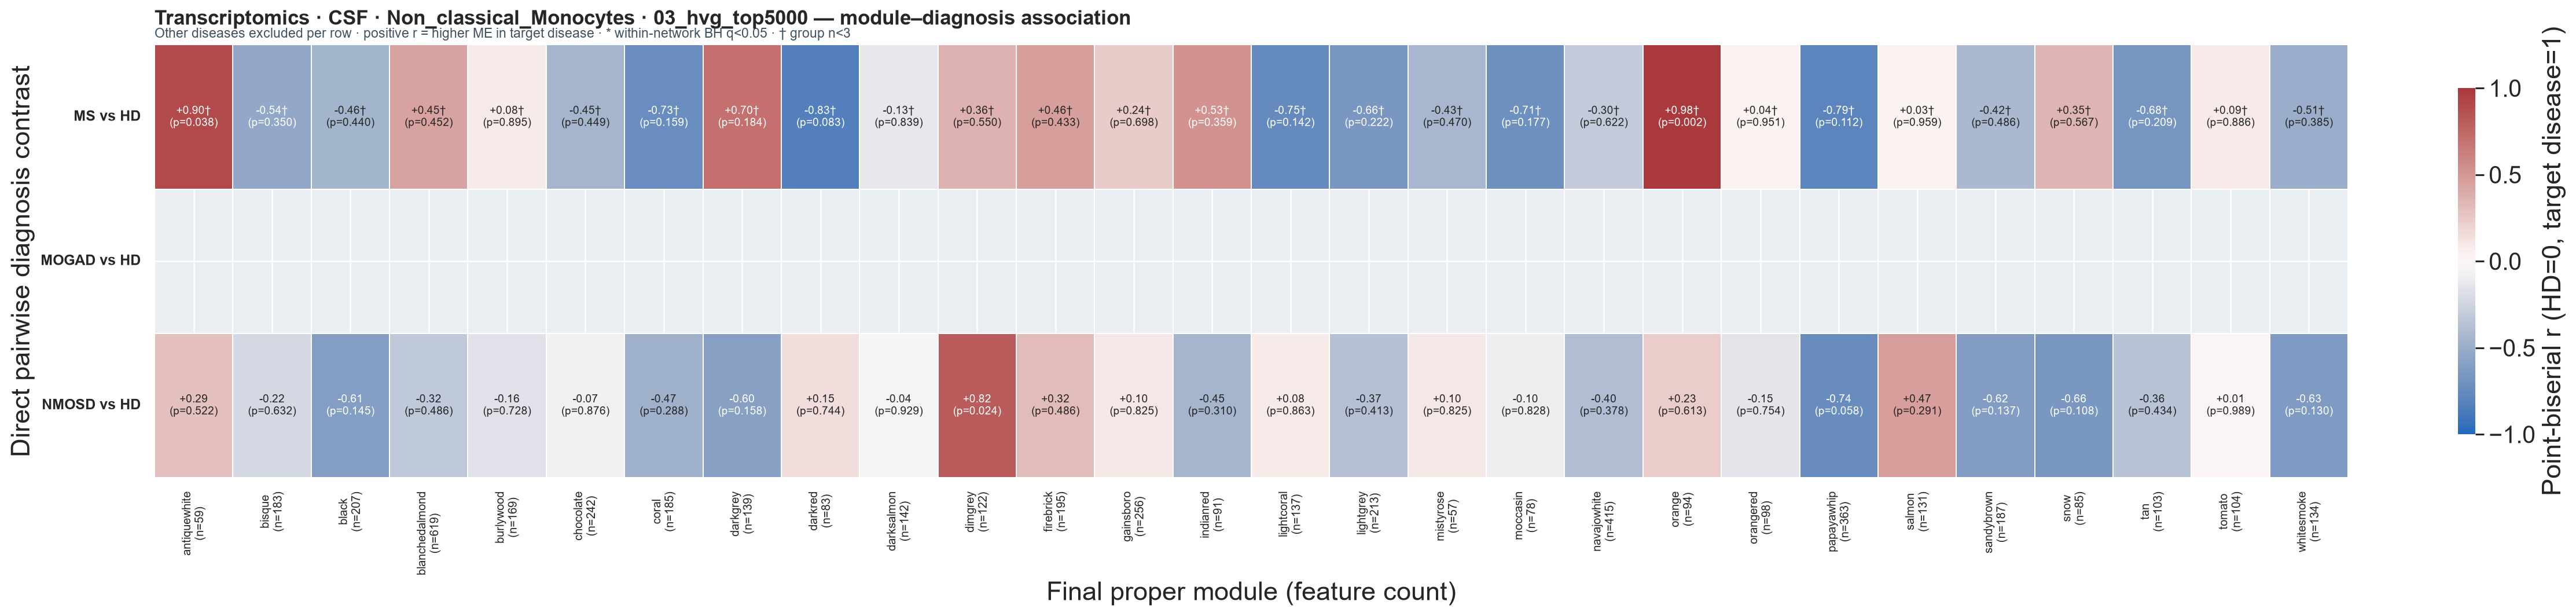 Transcriptomics · CSF · Non_classical_Monocytes · 03_hvg_top5000 — module–diagnosis association
Other diseases excluded per row · positive r = higher ME in target disease · * within-network BH q<0.05 · † group n<3
Direct pairwise diagnosis contrast
MS vs HD
+0.90† -0.54† -0.46† +0.45† +0.08† -0.45† -0.73† +0.70† -0.83† -0.13† +0.36† +0.46† +0.24† +0.53† -0.75† -0.66† -0.43† -0.71† -0.30† +0.98† +0.04† -0.79† +0.03† -0.42† +0.35† -0.68† +0.09† -0.51†
(p=0.038) (p=0.350) (p=0.440) (p=0.452) (p=0.895) (p=0.449) (p=0.159) (p=0.184) (p=0.083) (p=0.839) (p=0.550) (p=0.433) (p=0.698) (p=0.359) (p=0.142) (p=0.222) (p=0.470) (p=0.177) (p=0.622) (p=0.002) (p=0.951) (p=0.112) (p=0.959) (p=0.486) (p=0.567) (p=0.209) (p=0.886) (p=0.385)
MOGAD vs HD
NMOSD vs HD
+0.29 -0.22 -0.61 -0.32 -0.16 -0.07 -0.47 -0.60 +0.15 -0.04 +0.82 +0.32 +0.10 -0.45 +0.08 -0.37 +0.10 -0.10 -0.40 +0.23 -0.15 -0.74 +0.47 -0.62 -0.66 -0.36 +0.01 -0.63
(p=0.522) (p=0.632) (p=0.145) (p=0.486) (p=0.728) (p=0.876) (p=0.288) (p=0.158) (p=0.744) (p=0.929) (p=0.024) (p=0.486) (p=0.825) (p=0.310) (p=0.863) (p=0.413) (p=0.825) (p=0.828) (p=0.378) (p=0.613) (p=0.754) (p=0.058) (p=0.291) (p=0.137) (p=0.108) (p=0.434) (p=0.989) (p=0.130)
antiquewhite
(n=59)
bisque
(n=183)
black
(n=207)
blanchedalmond
(n=619)
burlywood
(n=169)
chocolate
(n=242)
coral
(n=185)
darkgrey
(n=139)
darkred
(n=83)
darksalmon
(n=142)
dimgrey
(n=122)
firebrick
(n=195)
gainsboro
(n=256)
indianred
(n=91)
lightcoral
(n=137)
lightgrey
(n=213)
mistyrose
(n=57)
moccasin
(n=78)
navajowhite
(n=415)
orange
(n=94)
orangered
(n=98)
papayawhip
(n=363)
salmon
(n=131)
sandybrown
(n=187)
snow
(n=85)
tan
(n=103)
tomato
(n=104)
whitesmoke
(n=134)
Final proper module (feature count)
1.0
0.5
0.0
−0.5
−1.0
Point-biserial r (HD=0, target disease=1)